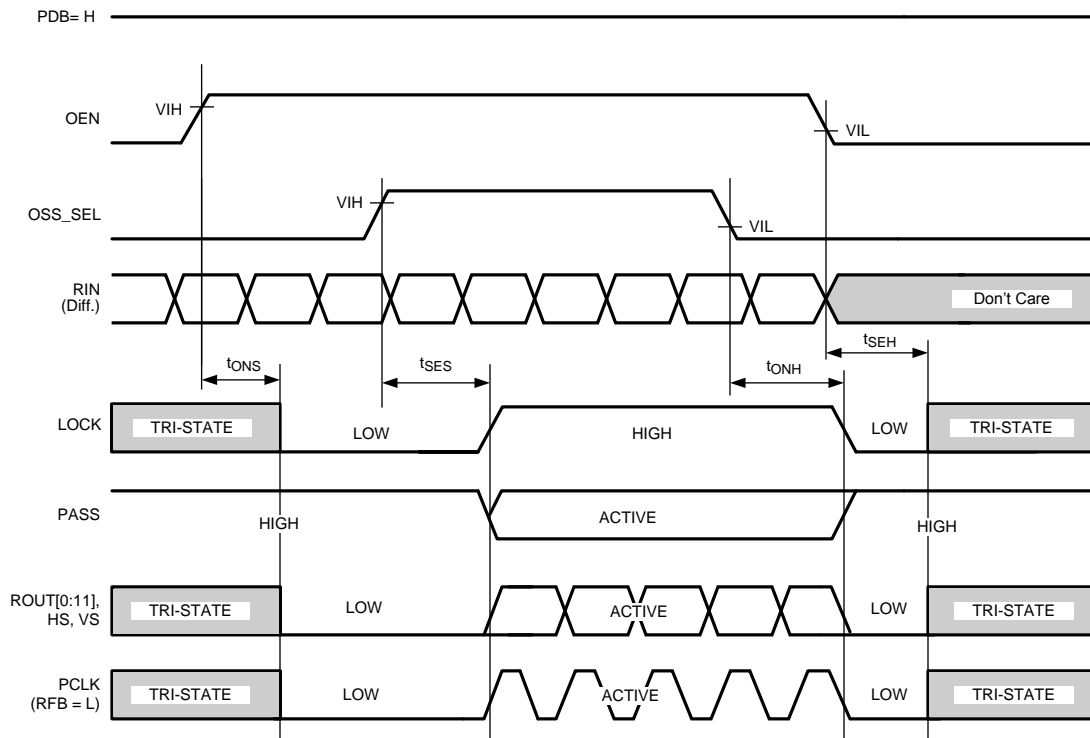 PDB= H
VIH
OEN
VIL
VIH
OSS_SEL
VIL
RIN
(Diff.)
Don't Care
tONS
tSES
tONH
tSEH
LOCK
TRI-STATE
LOW
HIGH
LOW
TRI-STATE
PASS
HIGH
ACTIVE
HIGH
ROUT[0:11],
HS, VS
TRI-STATE
LOW
ACTIVE
LOW
TRI-STATE
PCLK
(RFB = L)
TRI-STATE
LOW
ACTIVE
LOW
TRI-STATE